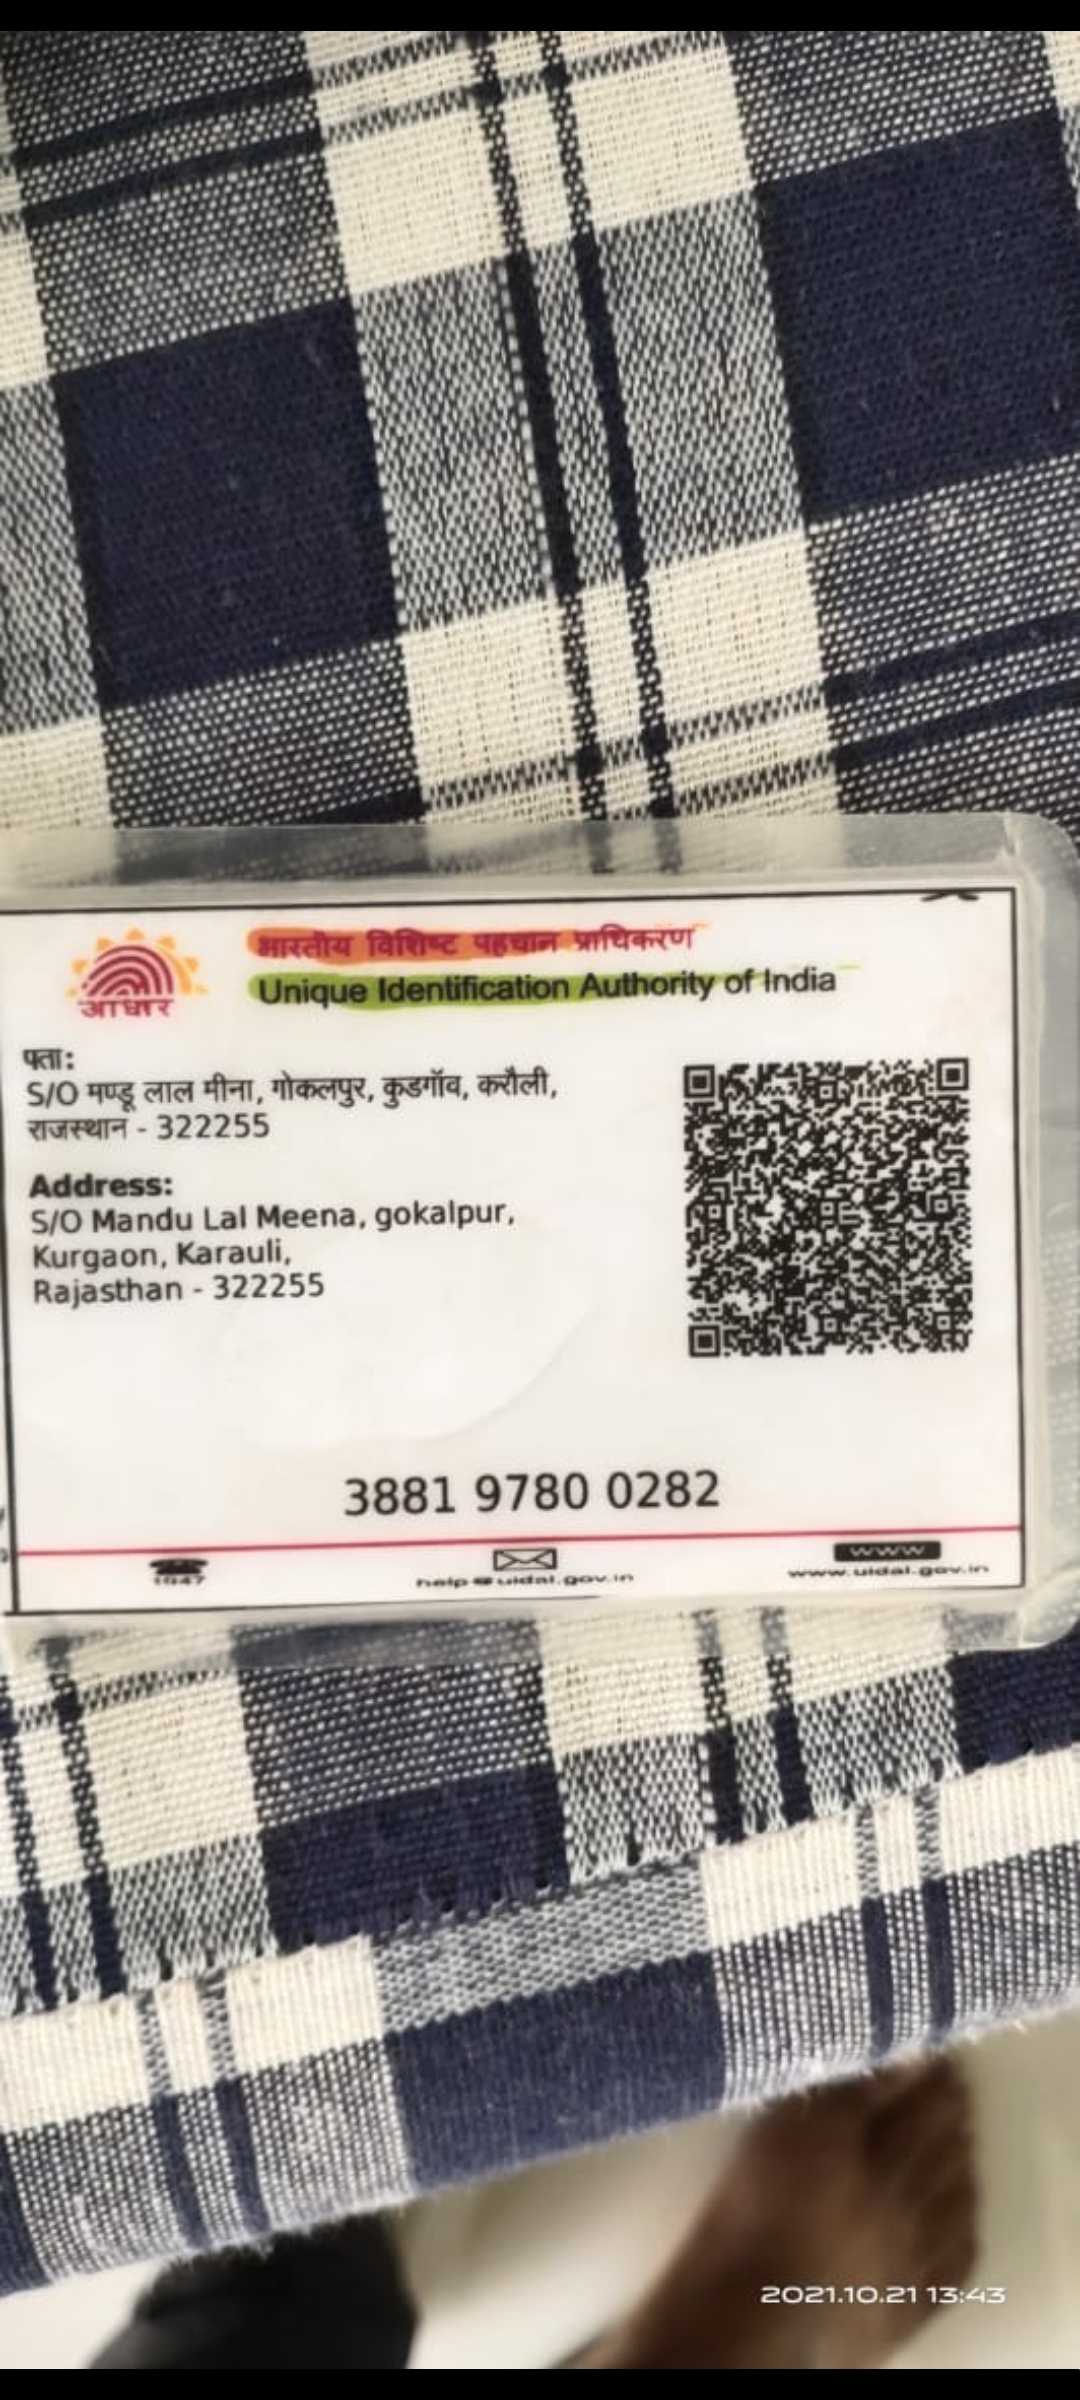 भारतीय विशिष्ट पहचान प्राधिकरण
Unique Identification Authority of India
आधार
पता:
S/O मण्डू लाल मीना, गोकलपुर, कुडगॉव, करौली,
राजस्थान - 322255
Address:
S/O Mandu Lal Meena, gokalpur,
Kurgaon, Karauli,
Rajasthan - 322255
3881 9780 0282
1947
help@uidai.gov.in
WWW
www.uidai.gov.in
2021.10.21 13:43